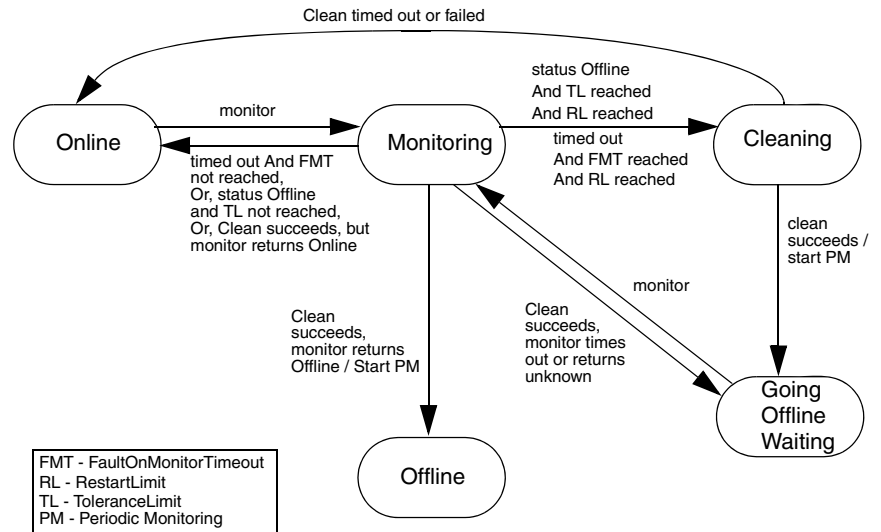 Clean timed out or failed
Online
monitor
Monitoring
status Offline
And TL reached
And RL reached
timed out
And FMT reached
And RL reached
Cleaning
timed out And FMT
not reached,
Or, status Offline
and TL not reached,
Or, Clean succeeds, but
monitor returns Online
clean
succeeds /
start PM
monitor
Clean
succeeds,
monitor returns
Offline / Start PM
Clean
succeeds,
monitor times
out or returns
unknown
Going
Offline
Waiting
Offline
FMT - FaultOnMonitorTimeout
RL - RestartLimit
TL - ToleranceLimit
PM - Periodic Monitoring